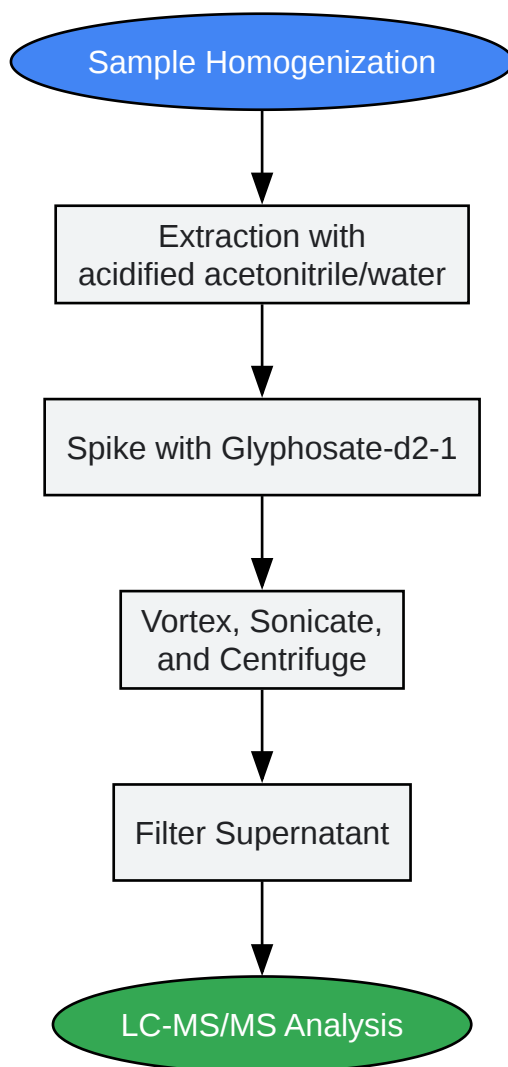 Sample Homogenization
Extraction with
acidified acetonitrile/water
Spike with Glyphosate-d2-1
Vortex, Sonicate,
and Centrifuge
Filter Supernatant
LC-MS/MS Analysis